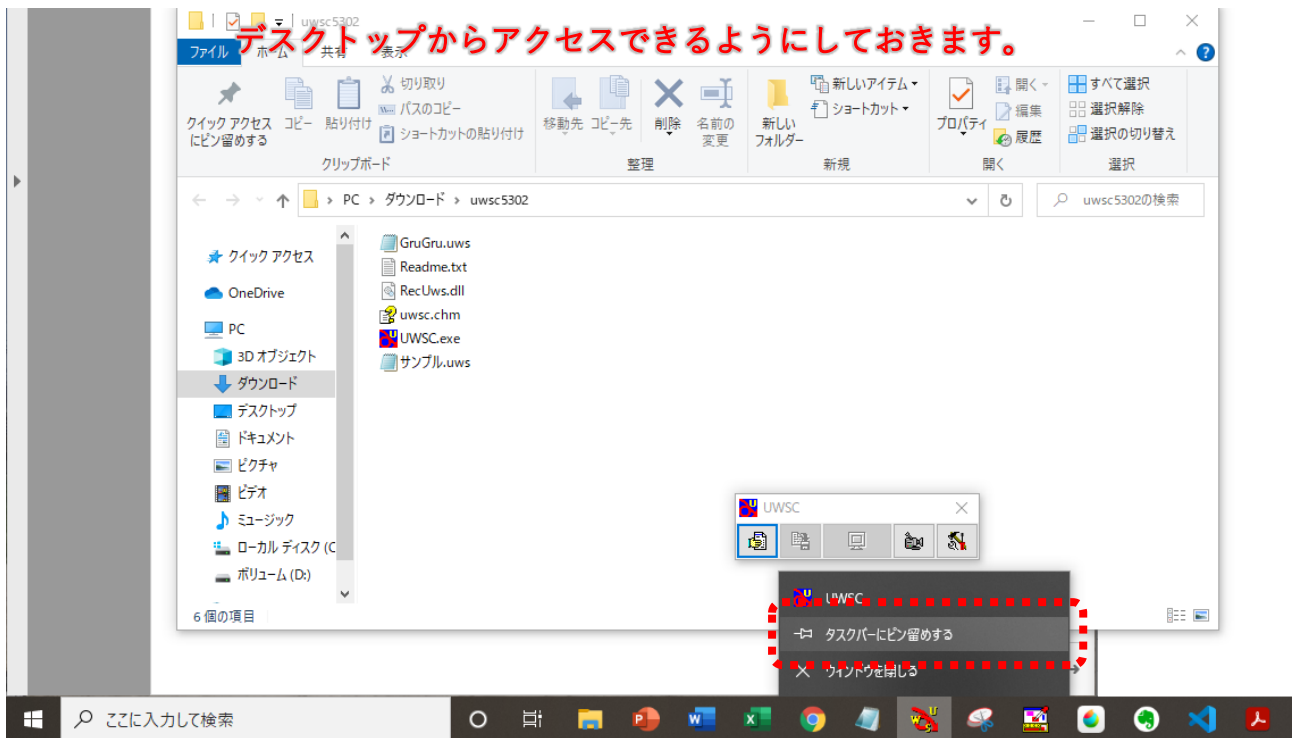 uwsc5302
デスクトップからアクセスできるようにしておきます。
ファイル ホーム 共有 表示
クイック アクセス
にピン留めする
コピー
貼り付け
切り取り
パスのコピー
ショートカットの貼り付け
クリップボード
移動先 コピー先
削除
名前の
変更
整理
新しい
フォルダー
新しいアイテム
ショートカット
新規
プロパティ
開く
編集
履歴
開く
すべて選択
選択解除
選択の切り替え
選択
PC › ダウンロード › uwsc5302
uwsc5302の検索
クイック アクセス
OneDrive
PC
3D オブジェクト
ダウンロード
デスクトップ
ドキュメント
ピクチャ
ビデオ
ミュージック
ローカル ディスク (C
ボリューム (D:)
GruGru.uws
Readme.txt
RecUws.dll
uwsc.chm
UWSC.exe
サンプル.uws
6 個の項目
UWSC
UWSC
タスクバーにピン留めする
ウィンドウを閉じる
ここに入力して検索